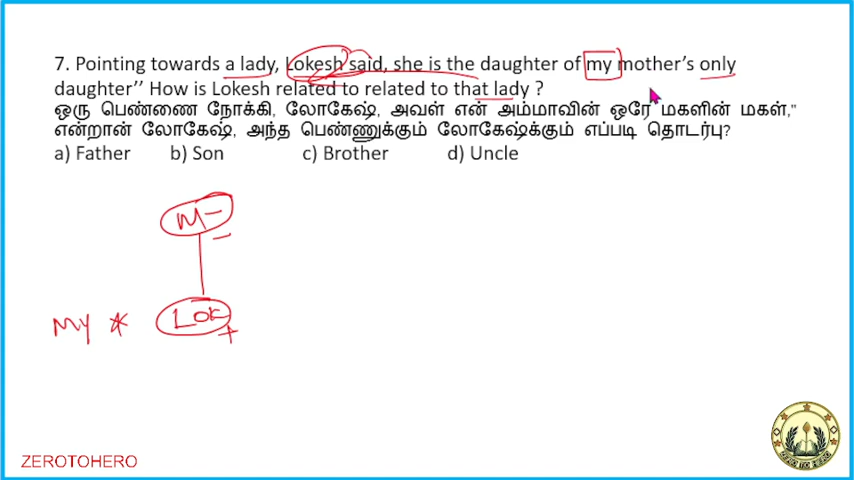 7. Pointing towards a lady, Lokesh said, she is the daughter of my mother's only
daughter'' How is Lokesh related to related to that lady ?
ஒரு பெண்ணை நோக்கி, லோகேஷ், அவள் என் அம்மாவின் ஒரே மகளின் மகள்,"
என்றான் லோகேஷ், அந்த பெண்ணுக்கும் லோகேஷ்க்கும் எப்படி தொடர்பு?
a) Father b) Son c) Brother d) Uncle
M-
My * Lok
+
ZEROTOHERO